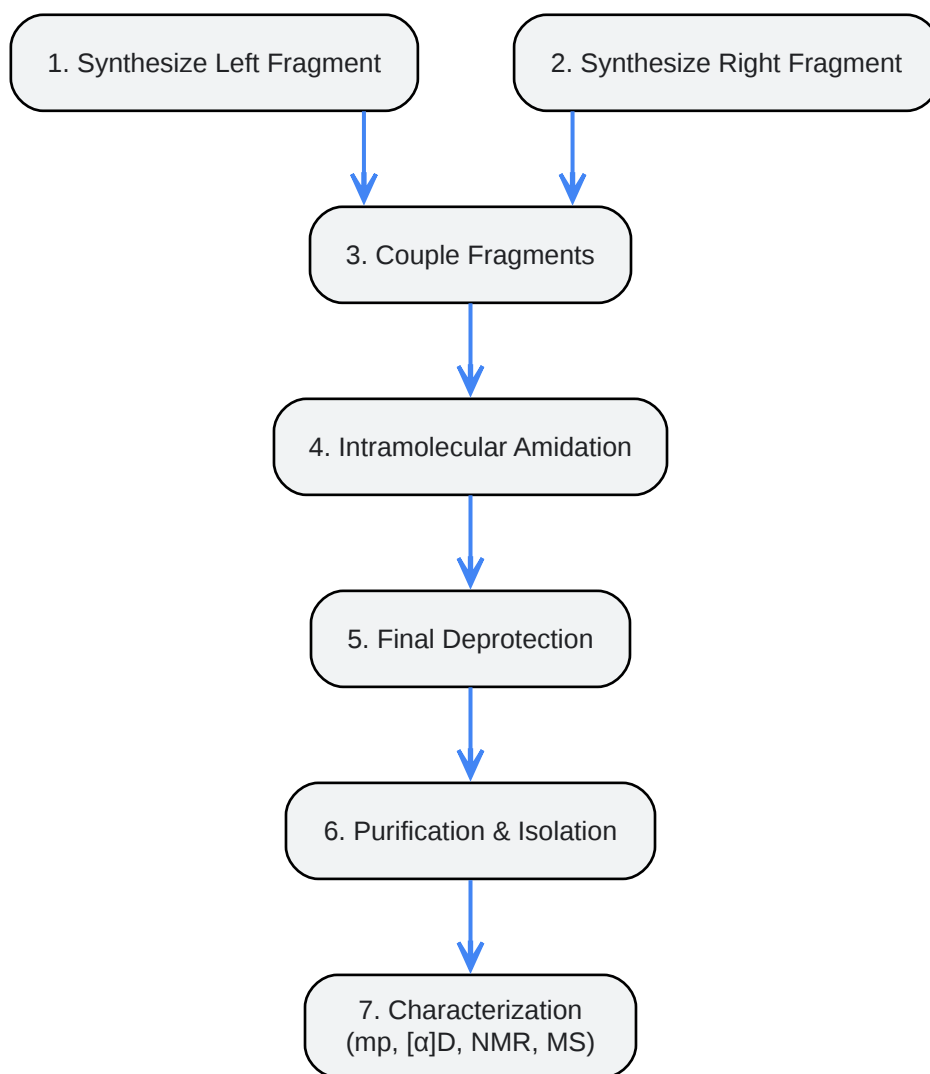 1. Synthesize Left Fragment
2. Synthesize Right Fragment
3. Couple Fragments
4. Intramolecular Amidation
5. Final Deprotection
6. Purification & Isolation
7. Characterization
(mp, [α]D, NMR, MS)